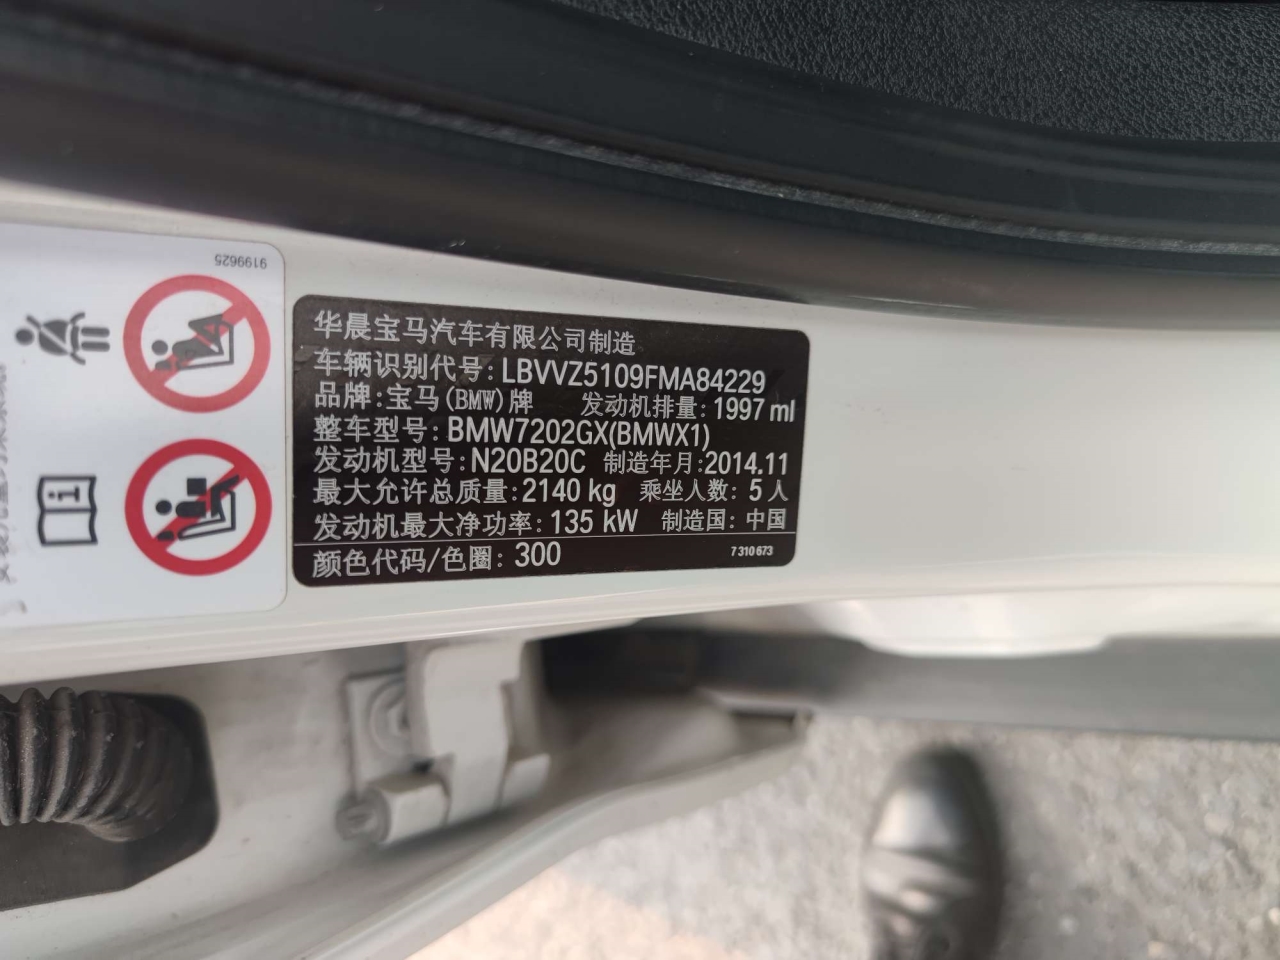 9199625
华晨宝马汽车有限公司制造
车辆识别代号: LBVVZ5109FMA84229
品牌: 宝马(BMW)牌 发动机排量: 1997 ml
整车型号: BMW7202GX(BMWX1)
发动机型号: N20B20C 制造年月: 2014.11
最大允许总质量: 2140 kg 乘坐人数: 5人
发动机最大净功率: 135 kW 制造国: 中国
颜色代码/色圈: 300 7 310 673